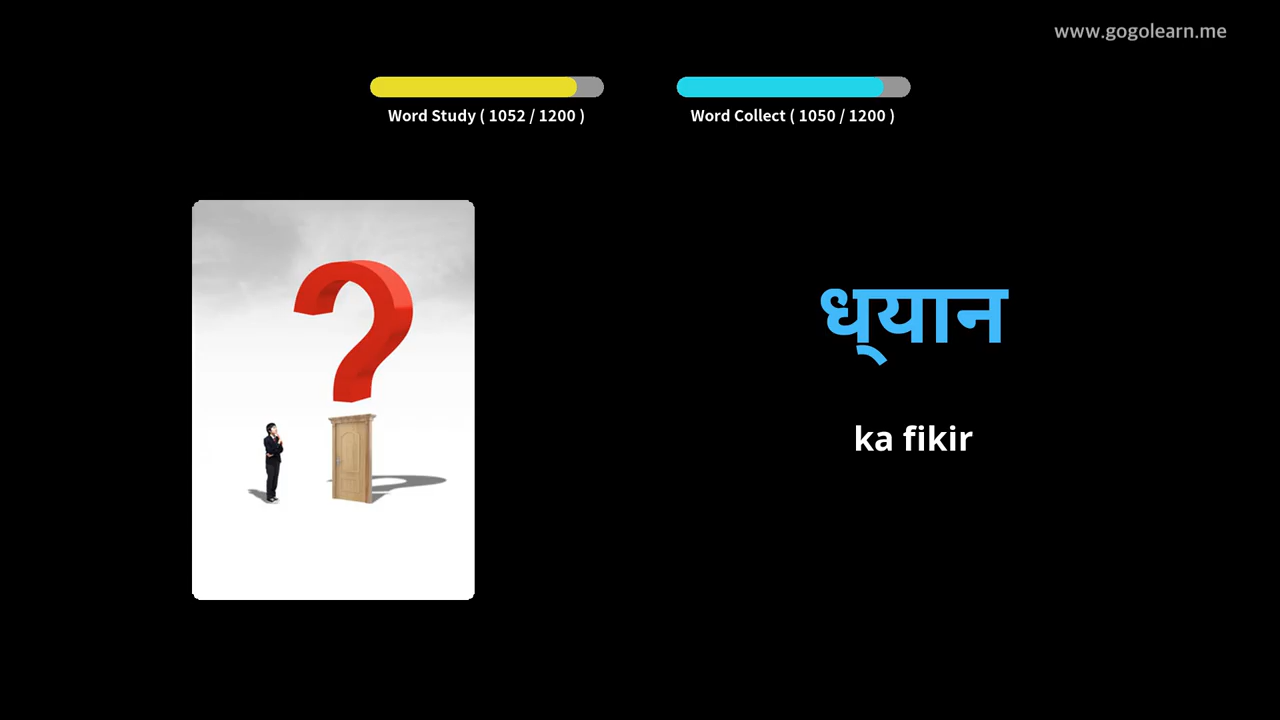 www.gogolearn.me
Word Study ( 1052 / 1200 )
Word Collect ( 1050 / 1200 )
ध्‌यान
ka fikir